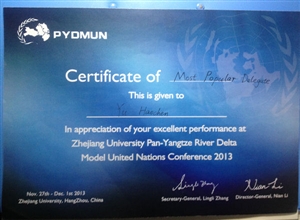 PYDMUN
Certificate of Most Popular Delegate
This is given to
In appreciation of your excellent performance at
Zhejiang University Pan-Yangtze River Delta
Model United Nations Conference 2013
Nov. 27th - Dec. 1st 2013
Zhejiang University, HangZhou, China
Secretary-General, Lingli Zhang
Director-General, Nian Li